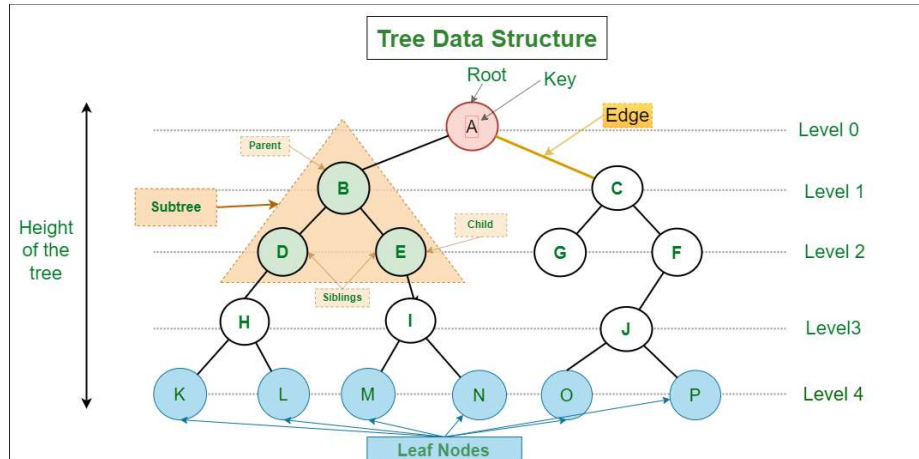 Tree Data Structure
Root
Key
A
Edge
Level 0
Parent
B
C
Level 1
Subtree
Height
of the
tree
Child
D
E
G
F
Level 2
Siblings
H
I
J
Level3
K
L
M
N
O
P
Level 4
Leaf Nodes